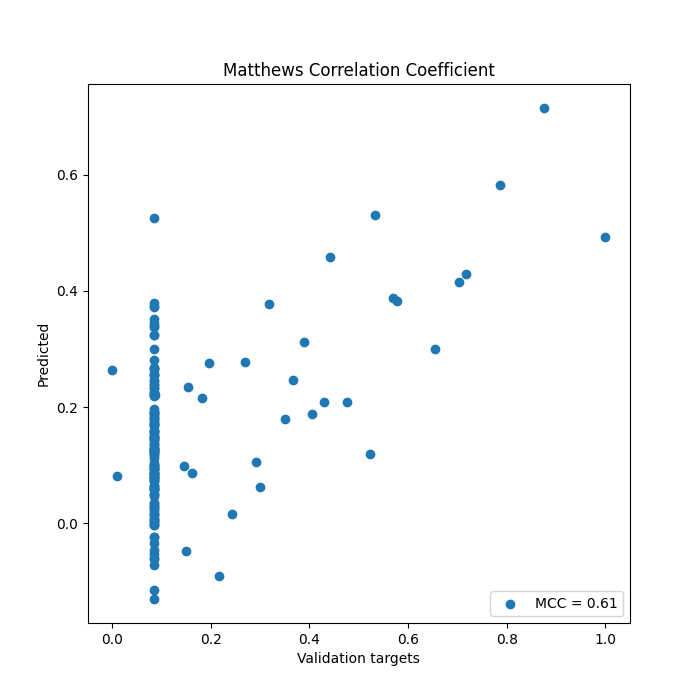 Matthews Correlation Coefficient
Predicted
0.6
0.4
0.2
0.0
MCC = 0.61
0.0 0.2 0.4 0.6 0.8 1.0
Validation targets